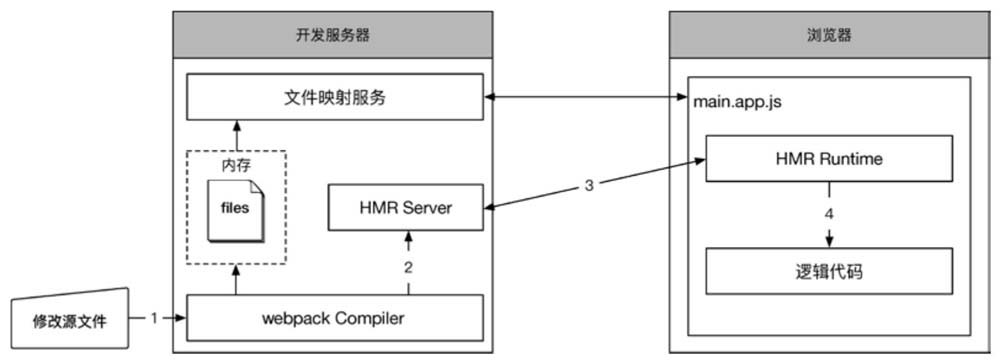 开发服务器
浏览器
文件映射服务
main.app.js
内存
files
HMR Server
HMR Runtime
3
4
2
逻辑代码
修改源文件
1
webpack Compiler